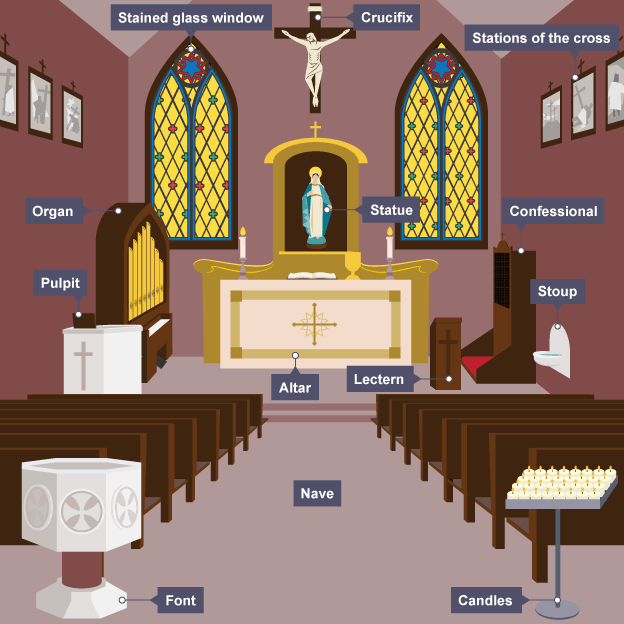 Stained glass window
Crucifix
Stations of the cross
Organ
Statue
Confessional
Pulpit
Stoup
Altar
Lectern
Nave
Font
Candles